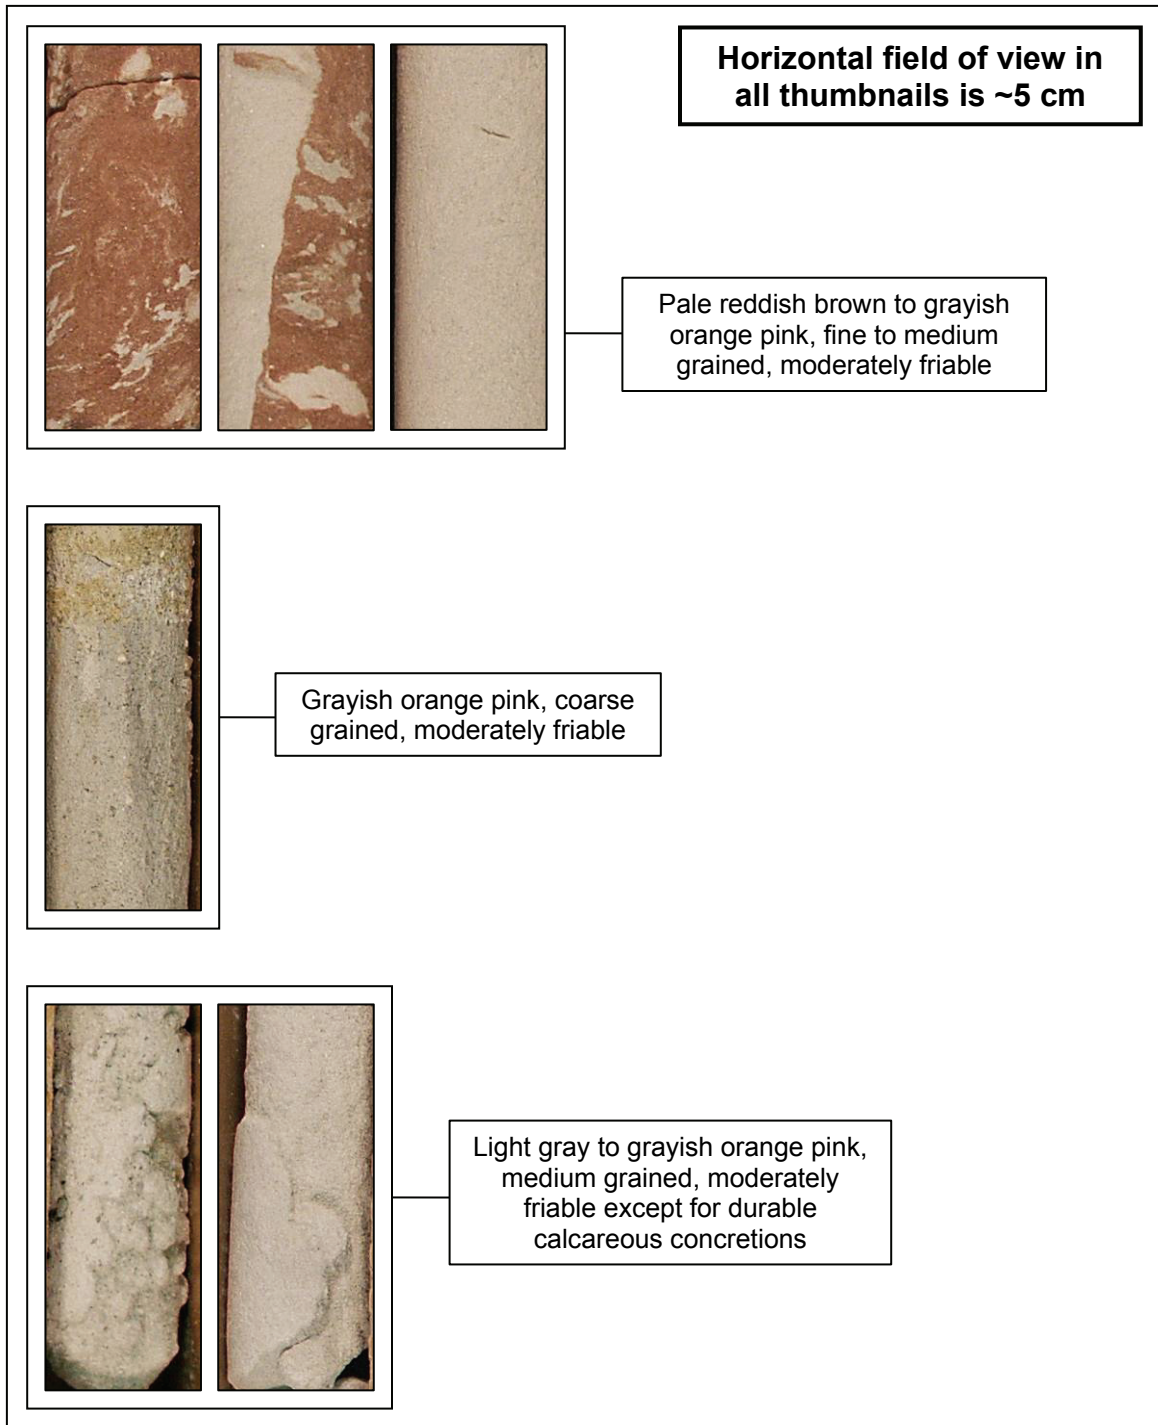 Horizontal field of view in
all thumbnails is ~5 cm
Pale reddish brown to grayish
orange pink, fine to medium
grained, moderately friable
Grayish orange pink, coarse
grained, moderately friable
Light gray to grayish orange pink,
medium grained, moderately
friable except for durable
calcareous concretions